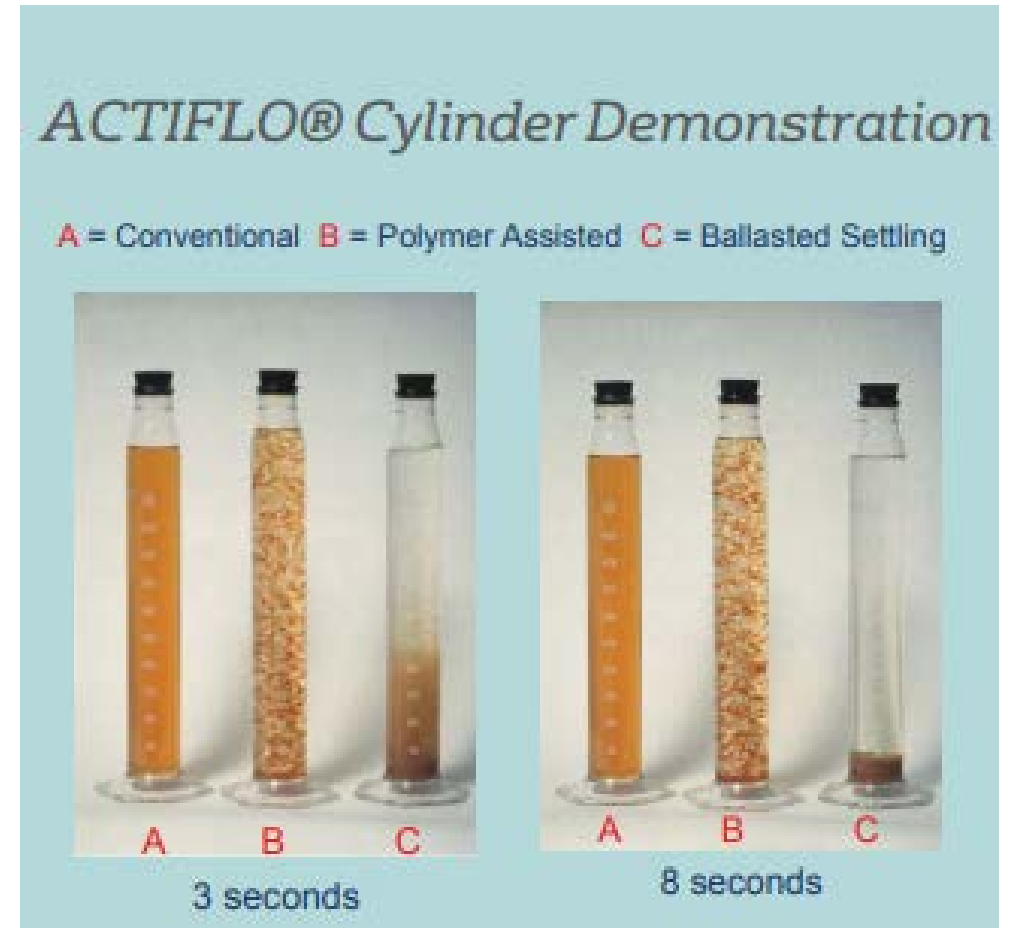 ACTIFLO® Cylinder Demonstration
A = Conventional B = Polymer Assisted C = Ballasted Settling
A B C
A B C
3 seconds
8 seconds